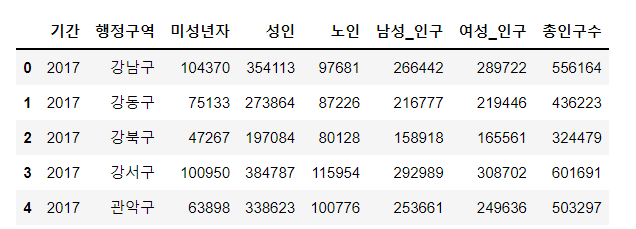 기간 행정구역 미성년자 성인 노인 남성_인구 여성_인구 총인구수
0 2017 강남구 104370 354113 97681 266442 289722 556164
1 2017 강동구 75133 273864 87226 216777 219446 436223
2 2017 강북구 47267 197084 80128 158918 165561 324479
3 2017 강서구 100950 384787 115954 292989 308702 601691
4 2017 관악구 63898 338623 100776 253661 249636 503297